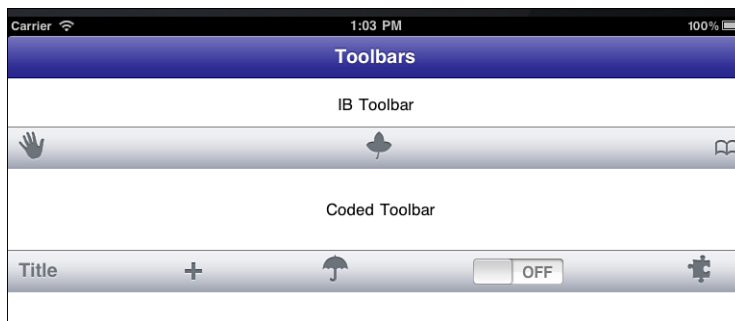 Carrier 1:03 PM 100%
Toolbars
IB Toolbar
Coded Toolbar
Title OFF